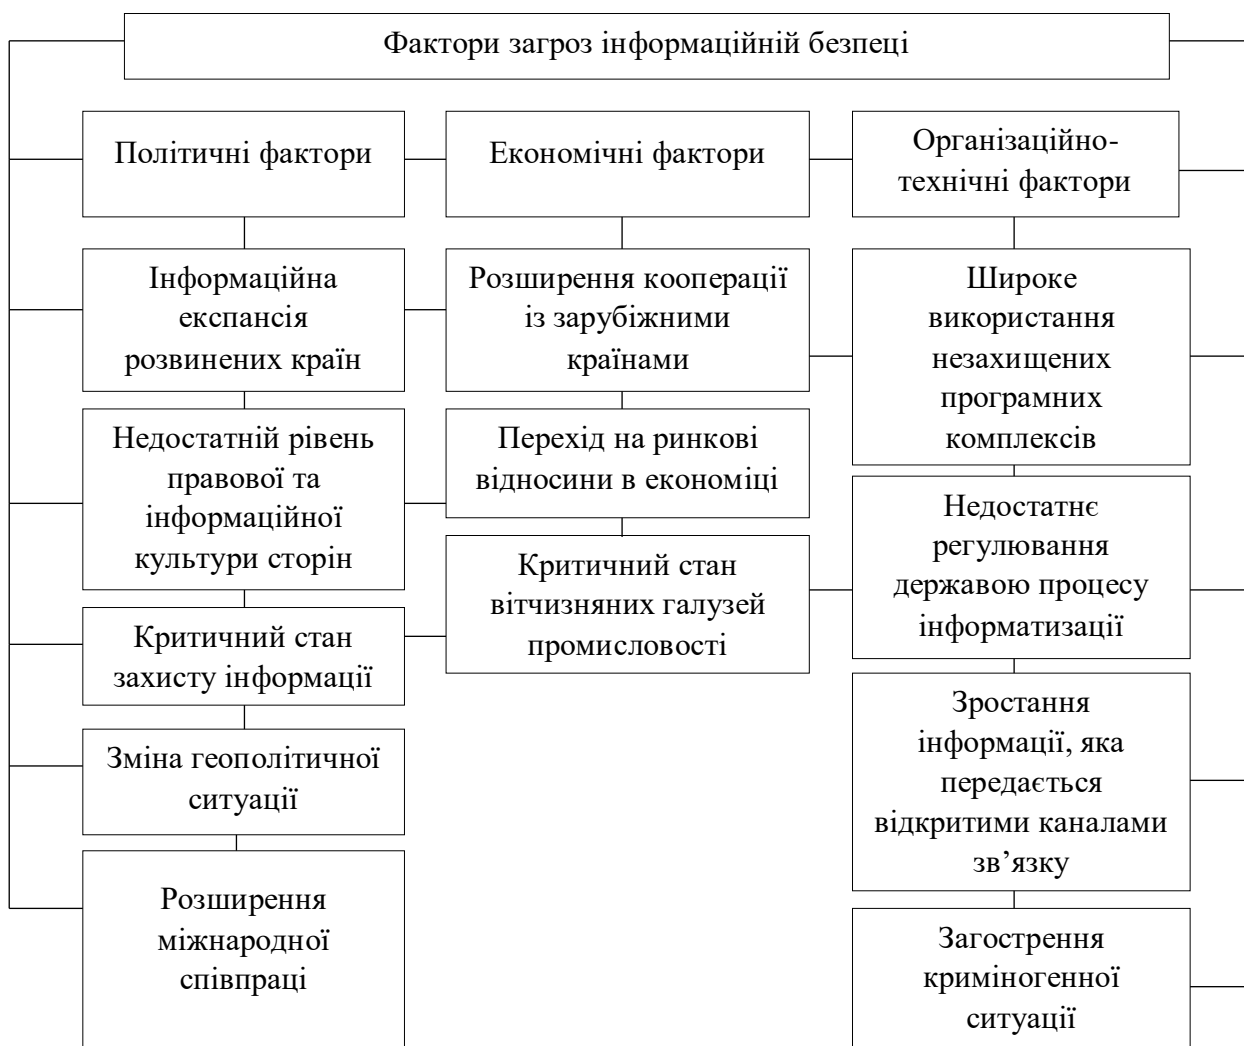 Фактори загроз інформаційній безпеці
Політичні фактори
Економічні фактори
Організаційно-
технічні фактори
Інформаційна
експансія
розвинених країн
Розширення кооперації
із зарубіжними
країнами
Широке
використання
незахищених
програмних
комплексів
Недостатній рівень
правової та
інформаційної
культури сторін
Перехід на ринкові
відносини в економіці
Недостатнє
регулювання
державою процесу
інформатизації
Критичний стан
захисту інформації
Критичний стан
вітчизняних галузей
промисловості
Зростання
інформації, яка
передається
відкритими каналами
зв’язку
Зміна геополітичної
ситуації
Розширення
міжнародної
співпраці
Загострення
криміногенної
ситуації